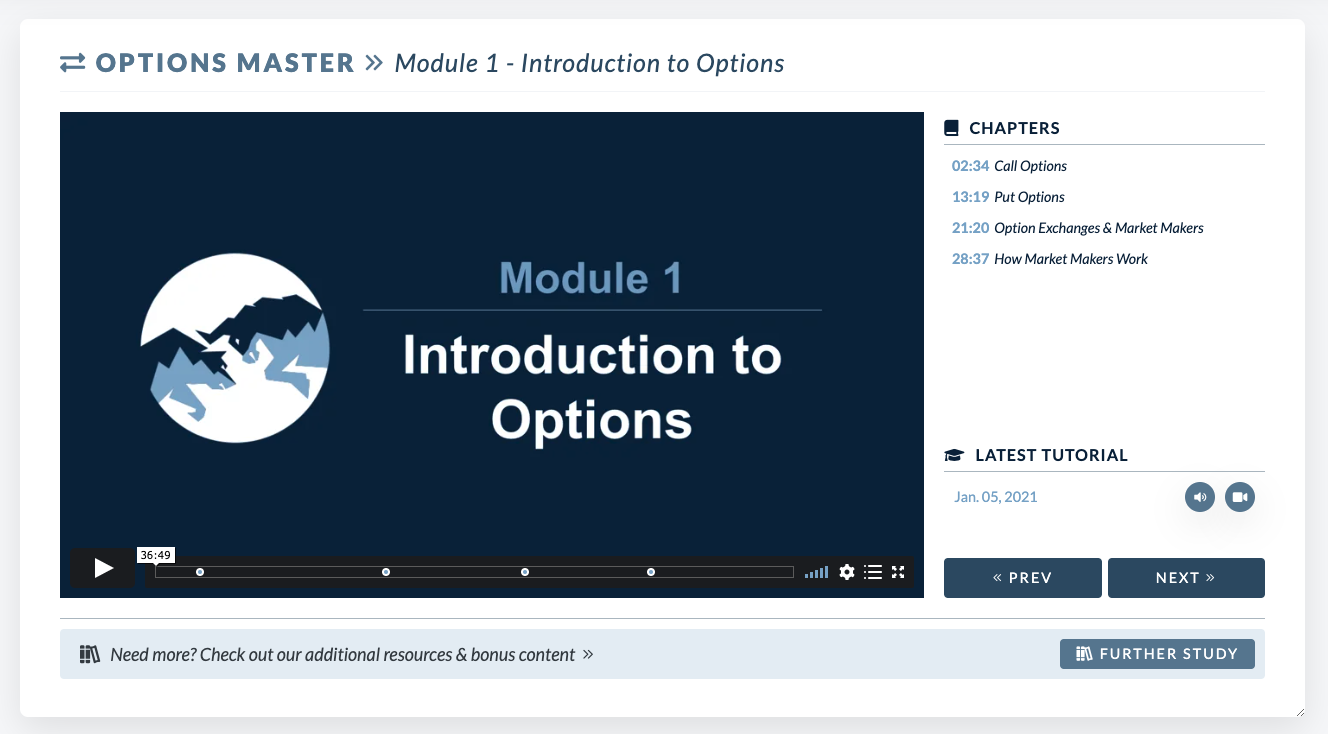 OPTIONS MASTER » Module 1 - Introduction to Options
Module 1
Introduction to
Options
36:49
CHAPTERS
02:34 Call Options
13:19 Put Options
21:20 Option Exchanges & Market Makers
28:37 How Market Makers Work
LATEST TUTORIAL
Jan. 05, 2021
« PREV
NEXT »
Need more? Check out our additional resources & bonus content »
FURTHER STUDY